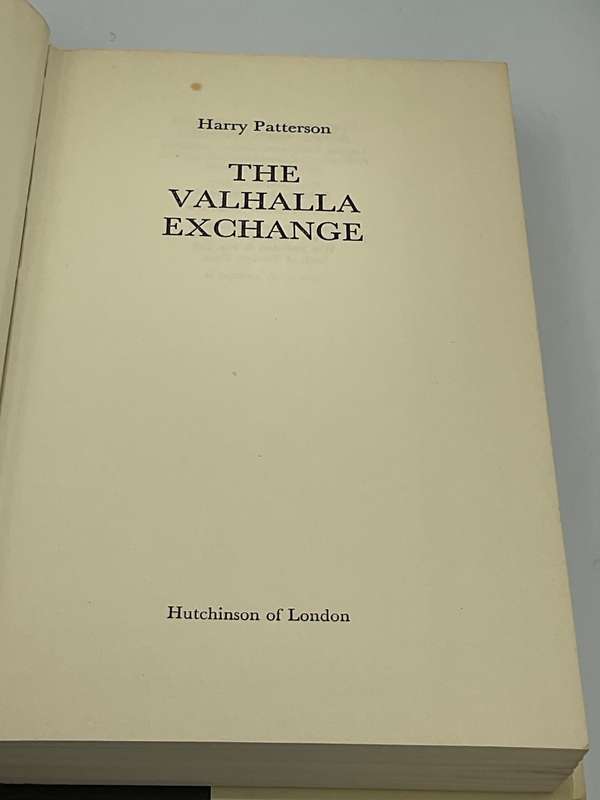 Harry Patterson
THE
VALHALLA
EXCHANGE
Hutchinson of London